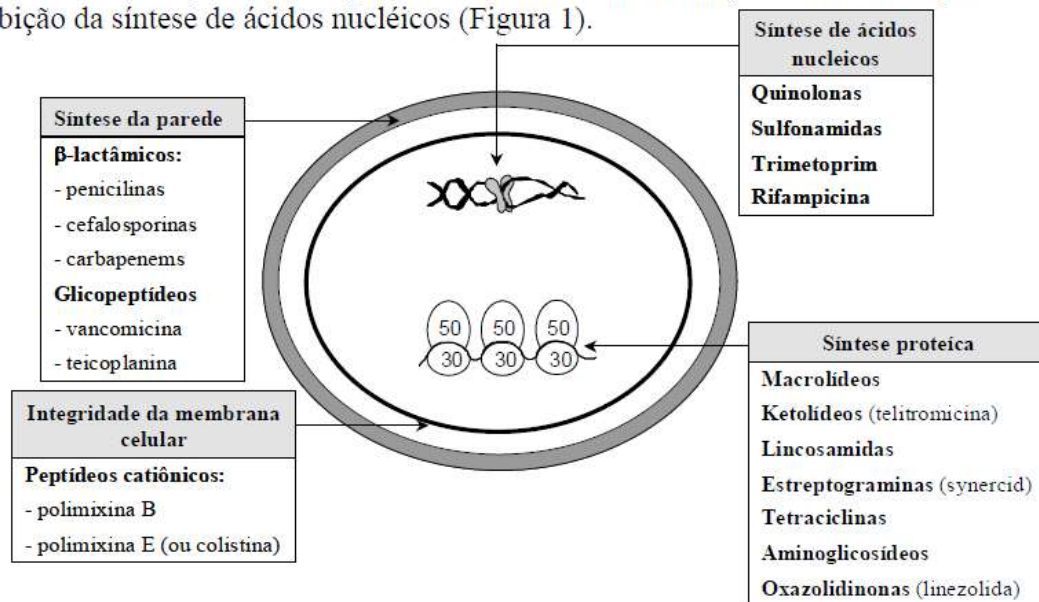 bição da síntese de ácidos nucléicos (Figura 1).
Síntese de ácidos
nucleicos
Quinolonas
Sulfonamidas
Trimetoprim
Rifampicina
Síntese da parede
β-lactâmicos:
- penicilinas
- cefalosporinas
- carbapenems
Glicopeptídeos
- vancomicina
- teicoplanina
50 50 50
30 30 30
Integridade da membrana
celular
Peptídeos catiônicos:
- polimixina B
- polimixina E (ou colistina)
Síntese proteíca
Macrolídeos
Ketolídeos (telitromicina)
Lincosamidas
Estreptograminas (synercid)
Tetraciclinas
Aminoglicosídeos
Oxazolidinonas (linezolida)